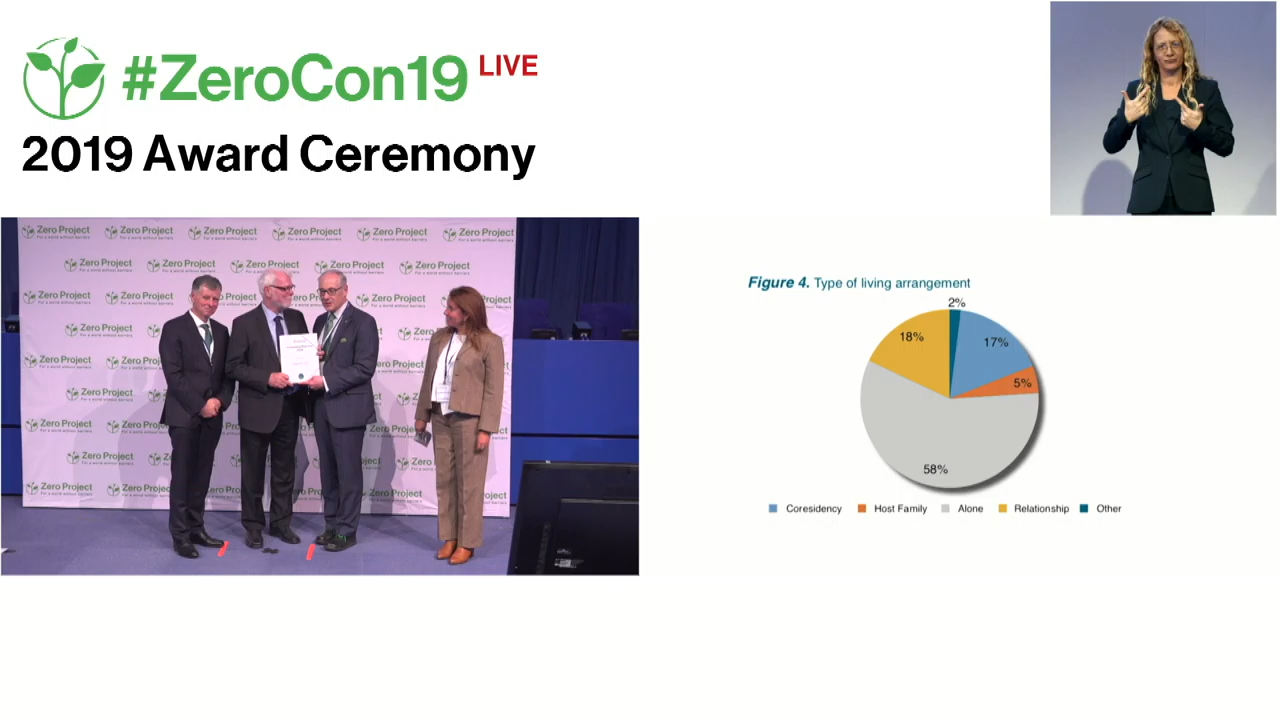 #ZeroCon19 LIVE
2019 Award Ceremony
Zero Project
For a world without barriers
Figure 4. Type of living arrangement
2%
18%
17%
5%
58%
Coresidency Host Family Alone Relationship Other